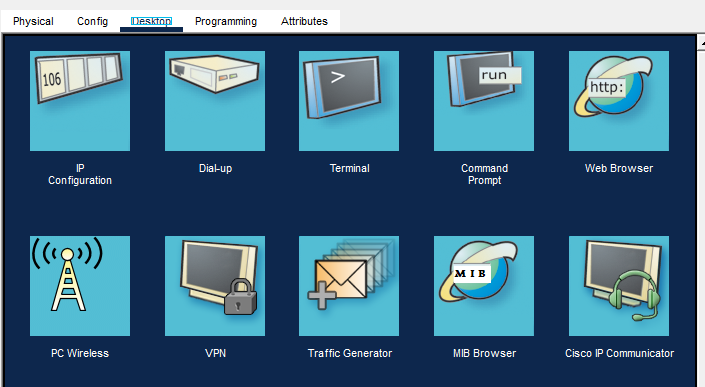 Physical Config Desktop Programming Attributes
106
>
run
http:
IP
Configuration
Dial-up
Terminal
Command
Prompt
Web Browser
MIB
PC Wireless
VPN
Traffic Generator
MIB Browser
Cisco IP Communicator